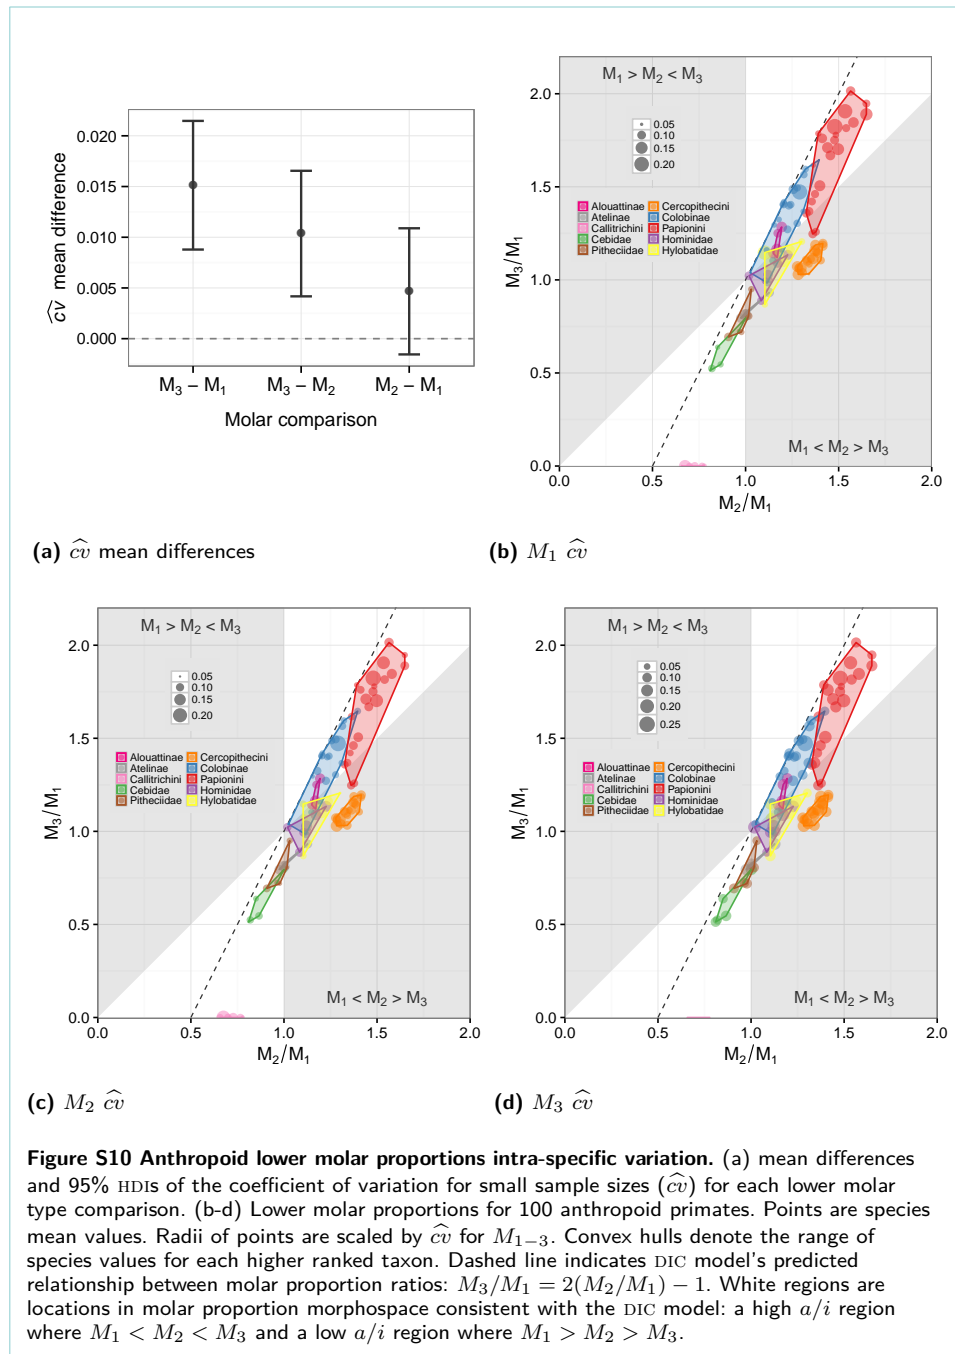 0.020
0.015
0.010
0.005
0.000
c͡v mean difference
M₃ − M₁
M₃ − M₂
M₂ − M₁
Molar comparison
(a) c͡v mean differences
M₁ > M₂ < M₃
0.05
0.10
0.15
0.20
Alouattinae
Atelinae
Callitrichini
Cebidae
Pitheciidae
Cercopithecini
Colobinae
Papionini
Hominidae
Hylobatidae
M₁ < M₂ > M₃
2.0
1.5
1.0
0.5
0.0
M₃/M₁
0.0 0.5 1.0 1.5 2.0
M₂/M₁
(b) M₁ c͡v
M₁ > M₂ < M₃
0.05
0.10
0.15
0.20
Alouattinae
Atelinae
Callitrichini
Cebidae
Pitheciidae
Cercopithecini
Colobinae
Papionini
Hominidae
Hylobatidae
M₁ < M₂ > M₃
2.0
1.5
1.0
0.5
0.0
M₃/M₁
0.0 0.5 1.0 1.5 2.0
M₂/M₁
(c) M₂ c͡v
M₁ > M₂ < M₃
0.05
0.10
0.15
0.20
0.25
Alouattinae
Atelinae
Callitrichini
Cebidae
Pitheciidae
Cercopithecini
Colobinae
Papionini
Hominidae
Hylobatidae
M₁ < M₂ > M₃
2.0
1.5
1.0
0.5
0.0
M₃/M₁
0.0 0.5 1.0 1.5 2.0
M₂/M₁
(d) M₃ c͡v
Figure S10 Anthropoid lower molar proportions intra-specific variation. (a) mean differences
and 95% HDIs of the coefficient of variation for small sample sizes (c͡v) for each lower molar
type comparison. (b-d) Lower molar proportions for 100 anthropoid primates. Points are species
mean values. Radii of points are scaled by c͡v for M₁₋₃. Convex hulls denote the range of
species values for each higher ranked taxon. Dashed line indicates DIC model's predicted
relationship between molar proportion ratios: M₃/M₁ = 2(M₂/M₁) − 1. White regions are
locations in molar proportion morphospace consistent with the DIC model: a high a/i region
where M₁ < M₂ < M₃ and a low a/i region where M₁ > M₂ > M₃.